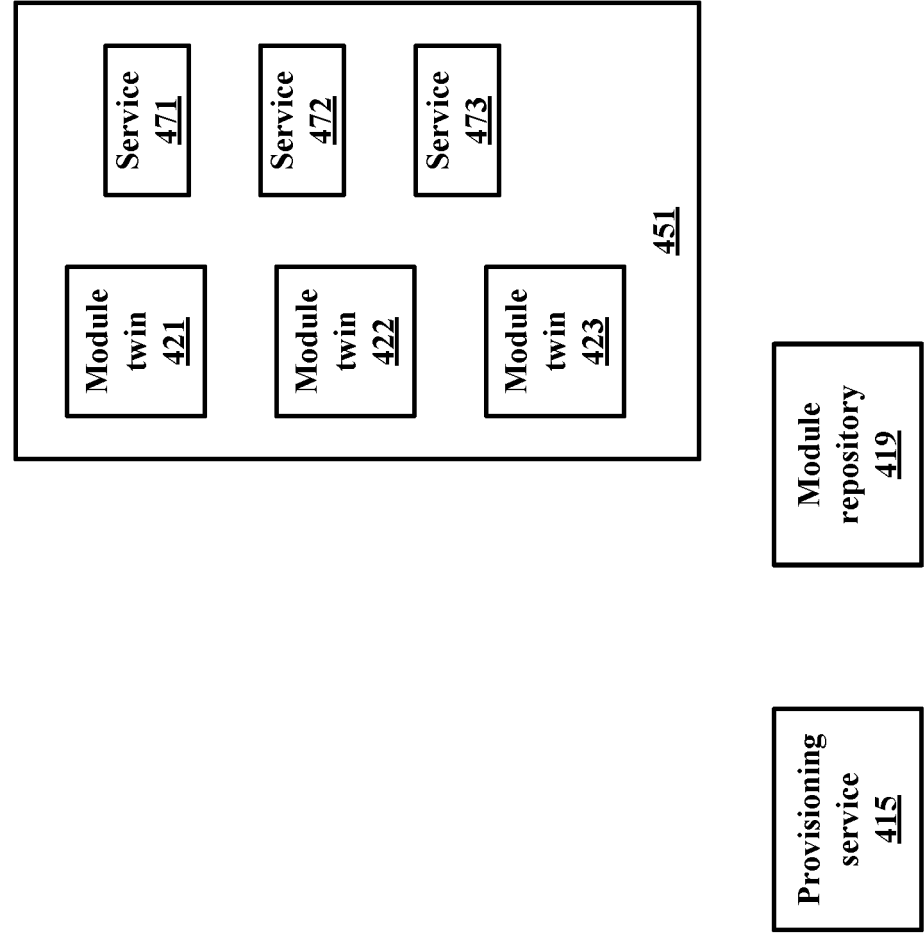 Module
twin
421
Service
471
Module
twin
422
Service
472
Module
twin
423
Service
473
451
Provisioning
service
415
Module
repository
419